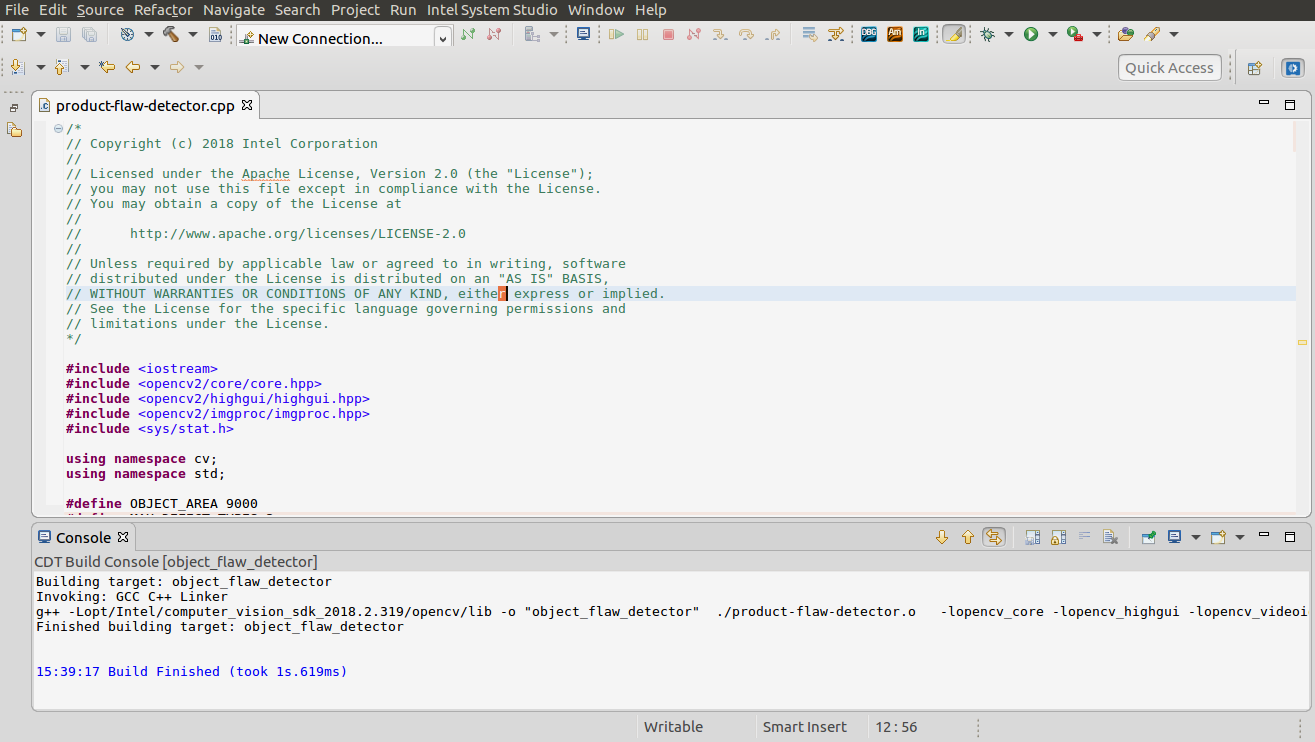 File Edit Source Refactor Navigate Search Project Run Intel System Studio Window Help
010 New Connection... DBG Am In
Quick Access
product-flaw-detector.cpp
/*
// Copyright (c) 2018 Intel Corporation
//
// Licensed under the Apache License, Version 2.0 (the "License");
// you may not use this file except in compliance with the License.
// You may obtain a copy of the License at
//
//      http://www.apache.org/licenses/LICENSE-2.0
//
// Unless required by applicable law or agreed to in writing, software
// distributed under the License is distributed on an "AS IS" BASIS,
// WITHOUT WARRANTIES OR CONDITIONS OF ANY KIND, either express or implied.
// See the License for the specific language governing permissions and
// limitations under the License.
*/
#include <iostream>
#include <opencv2/core/core.hpp>
#include <opencv2/highgui/highgui.hpp>
#include <opencv2/imgproc/imgproc.hpp>
#include <sys/stat.h>
using namespace cv;
using namespace std;
#define OBJECT_AREA 9000
Console
CDT Build Console [object_flaw_detector]
Building target: object_flaw_detector
Invoking: GCC C++ Linker
g++ -Lopt/Intel/computer_vision_sdk_2018.2.319/opencv/lib -o "object_flaw_detector"  ./product-flaw-detector.o   -lopencv_core -lopencv_highgui -lopencv_videoi
Finished building target: object_flaw_detector
15:39:17 Build Finished (took 1s.619ms)
Writable Smart Insert 12 : 56